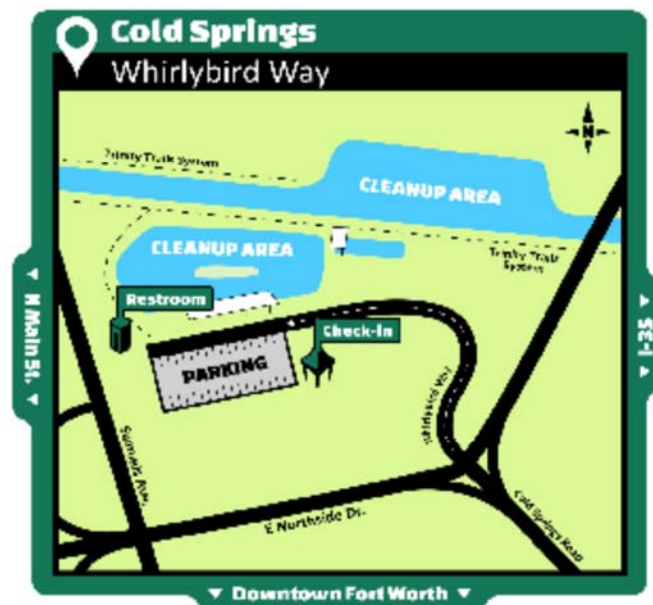 Cold Springs
Whirlybird Way
N
Trinity Trails System
CLEANUP AREA
CLEANUP AREA
Trinity Trails
System
Restroom
Check-in
PARKING
N Main St.
I-35
Whirlybird Way
Samuels Ave.
E Northside Dr.
Cold Springs Road
Downtown Fort Worth